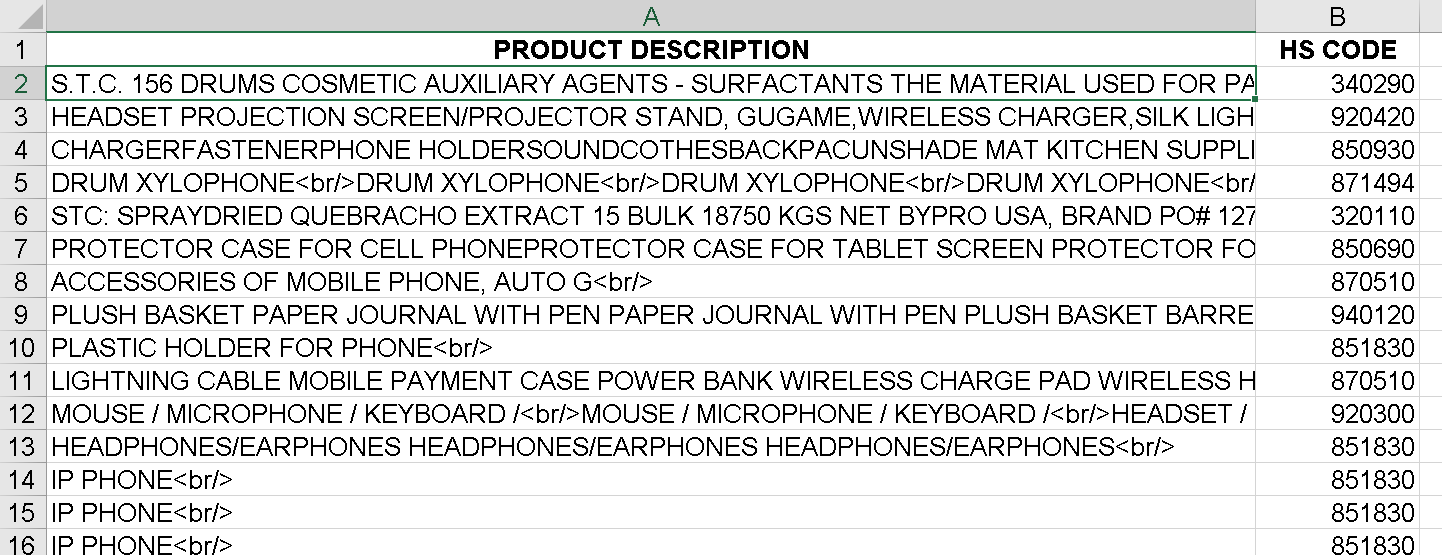 A B
1 PRODUCT DESCRIPTION HS CODE
2 S.T.C. 156 DRUMS COSMETIC AUXILIARY AGENTS - SURFACTANTS THE MATERIAL USED FOR PA 340290
3 HEADSET PROJECTION SCREEN/PROJECTOR STAND, GUGAME,WIRELESS CHARGER,SILK LIGH 920420
4 CHARGERFASTENERPHONE HOLDERSOUNDCOTHESBACKPACUNSHADE MAT KITCHEN SUPPLI 850930
5 DRUM XYLOPHONE<br/>DRUM XYLOPHONE<br/>DRUM XYLOPHONE<br/>DRUM XYLOPHONE<br/ 871494
6 STC: SPRAYDRIED QUEBRACHO EXTRACT 15 BULK 18750 KGS NET BYPRO USA, BRAND PO# 127 320110
7 PROTECTOR CASE FOR CELL PHONEPROTECTOR CASE FOR TABLET SCREEN PROTECTOR FO 850690
8 ACCESSORIES OF MOBILE PHONE, AUTO G<br/> 870510
9 PLUSH BASKET PAPER JOURNAL WITH PEN PAPER JOURNAL WITH PEN PLUSH BASKET BARRE 940120
10 PLASTIC HOLDER FOR PHONE<br/> 851830
11 LIGHTNING CABLE MOBILE PAYMENT CASE POWER BANK WIRELESS CHARGE PAD WIRELESS H 870510
12 MOUSE / MICROPHONE / KEYBOARD /<br/>MOUSE / MICROPHONE / KEYBOARD /<br/>HEADSET / 920300
13 HEADPHONES/EARPHONES HEADPHONES/EARPHONES HEADPHONES/EARPHONES<br/> 851830
14 IP PHONE<br/> 851830
15 IP PHONE<br/> 851830
16 IP PHONE<br/> 851830